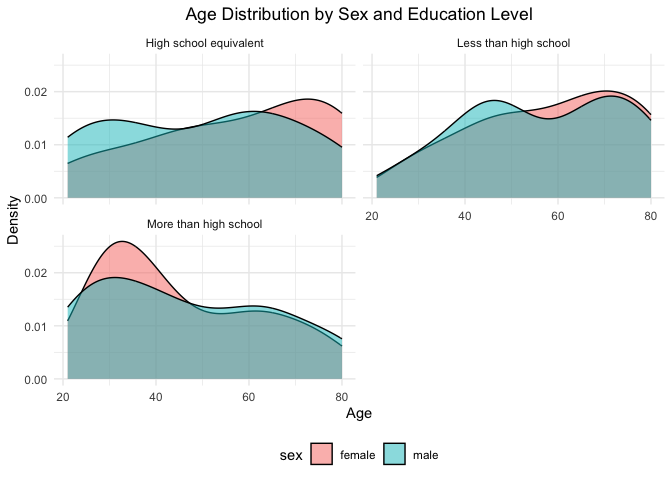 Age Distribution by Sex and Education Level
High school equivalent
Less than high school
0.02
0.01
0.00
20 40 60 80
More than high school
0.02
0.01
0.00
20 40 60 80
Density
Age
sex female male